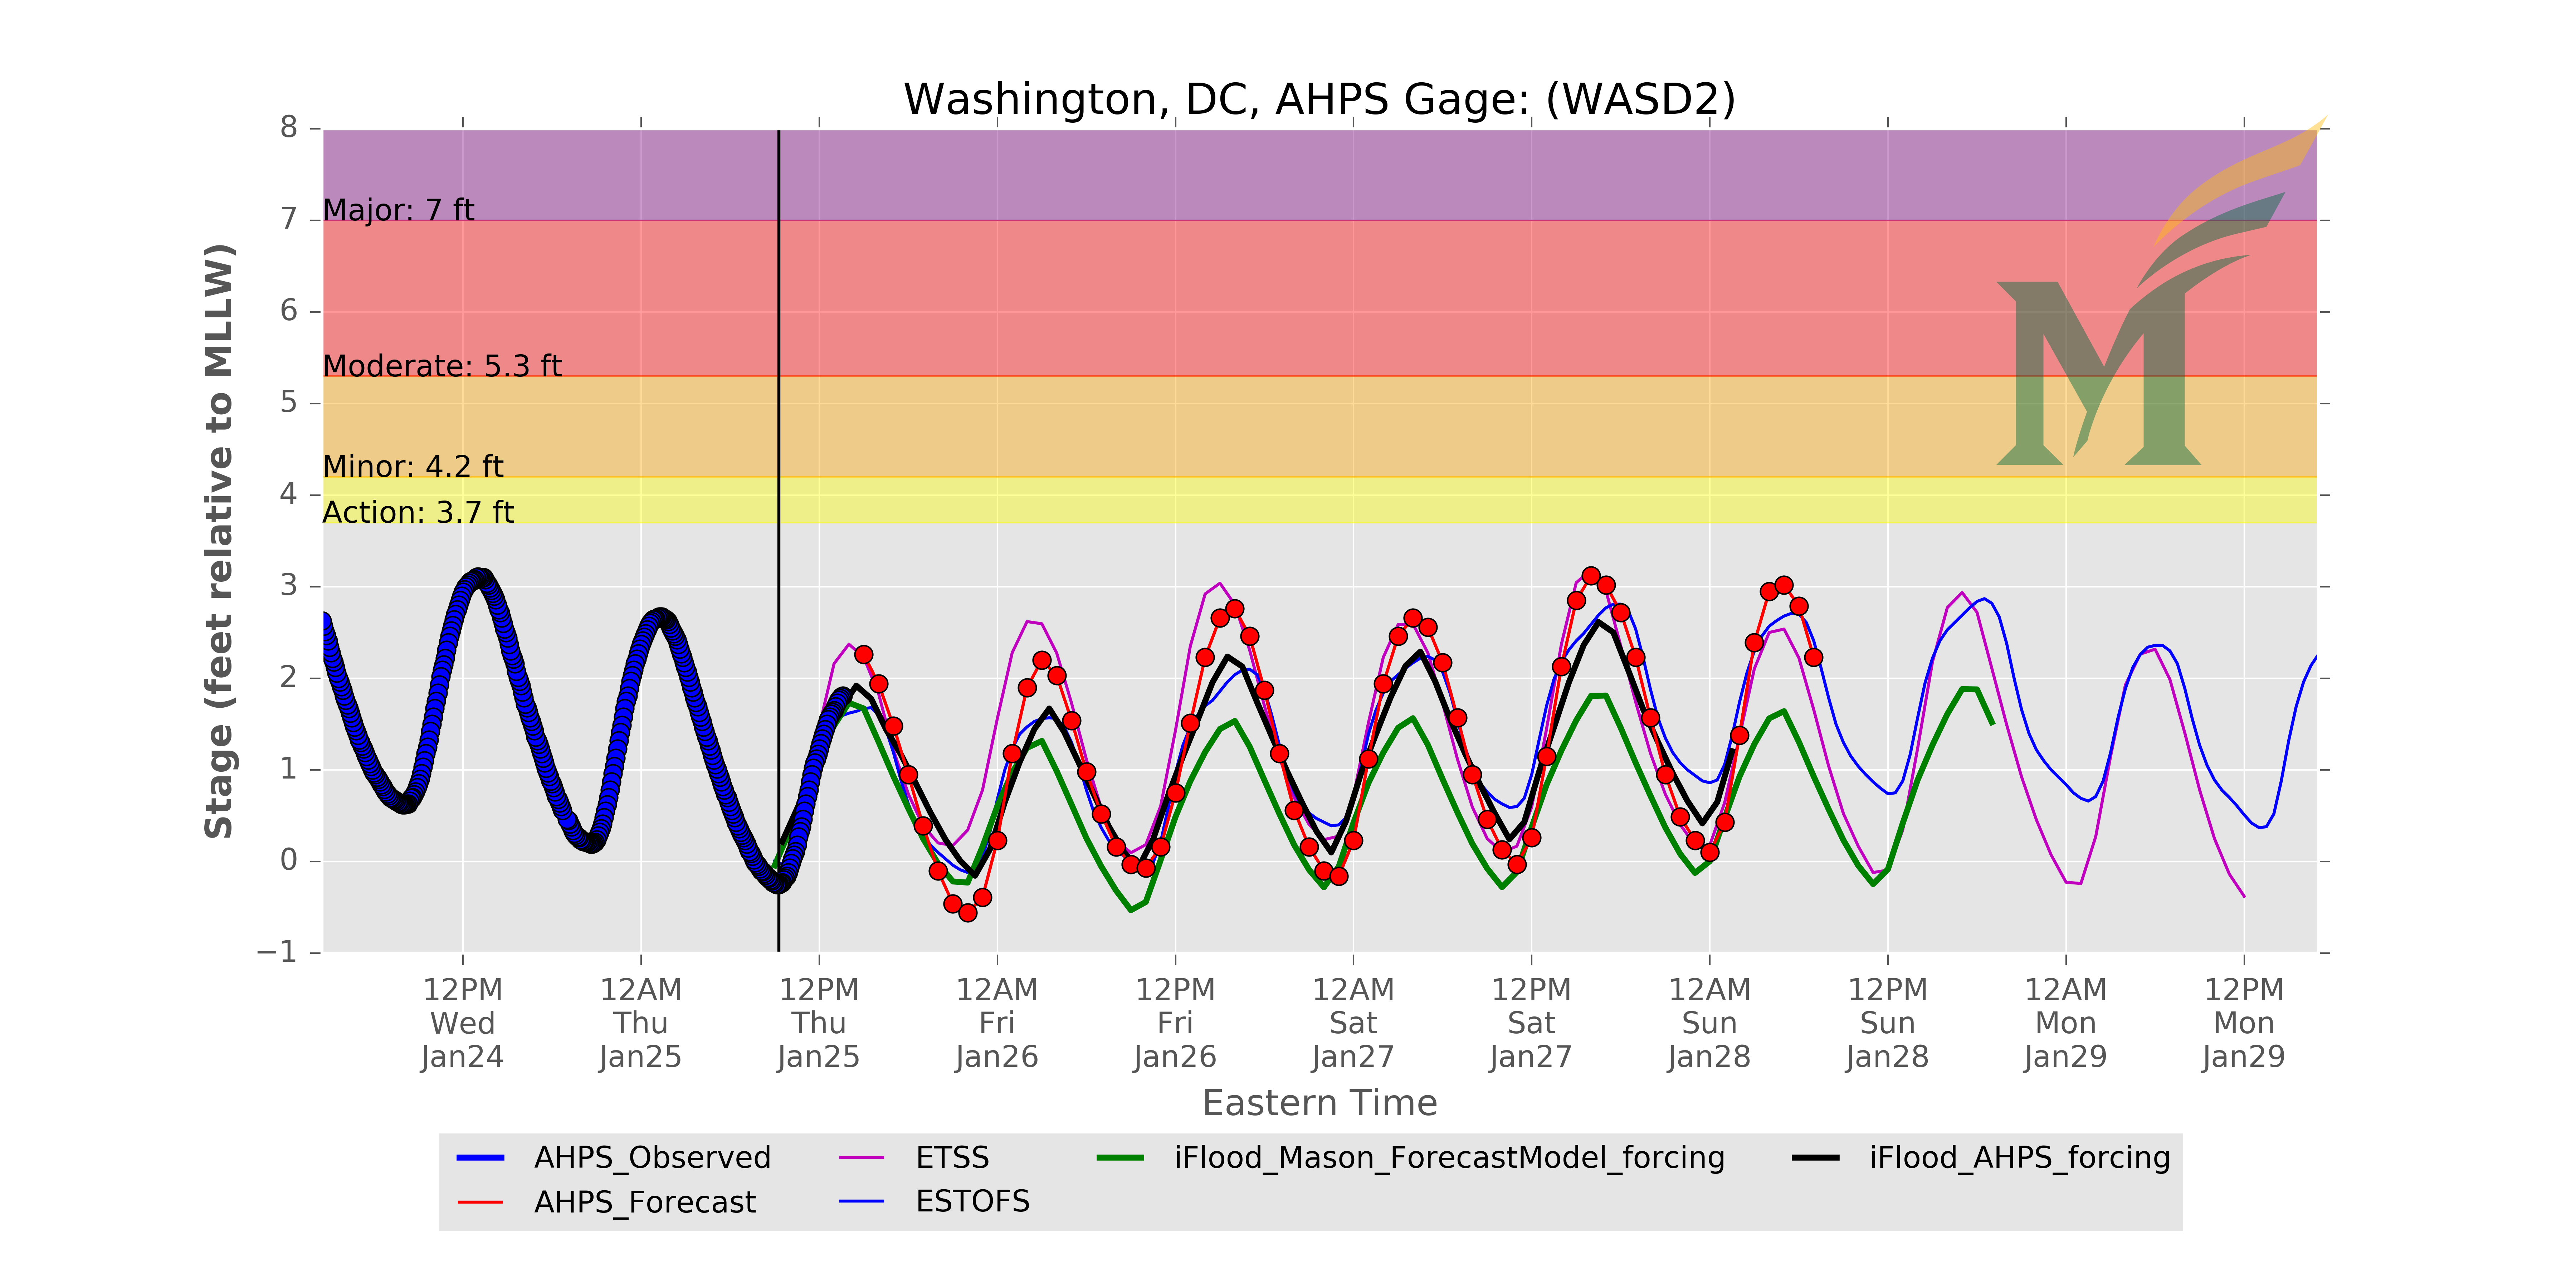 Washington, DC, AHPS Gage: (WASD2)
8
7
6
5
4
3
2
1
0
−1
Stage (feet relative to MLLW)
Major: 7 ft
Moderate: 5.3 ft
Minor: 4.2 ft
Action: 3.7 ft
12PM 12AM 12PM 12AM 12PM 12AM 12PM 12AM 12PM 12AM 12PM
Wed Thu Thu Fri Fri Sat Sat Sun Sun Mon Mon
Jan24 Jan25 Jan25 Jan26 Jan26 Jan27 Jan27 Jan28 Jan28 Jan29 Jan29
Eastern Time
AHPS_Observed ETSS iFlood_Mason_ForecastModel_forcing iFlood_AHPS_forcing
AHPS_Forecast ESTOFS
M